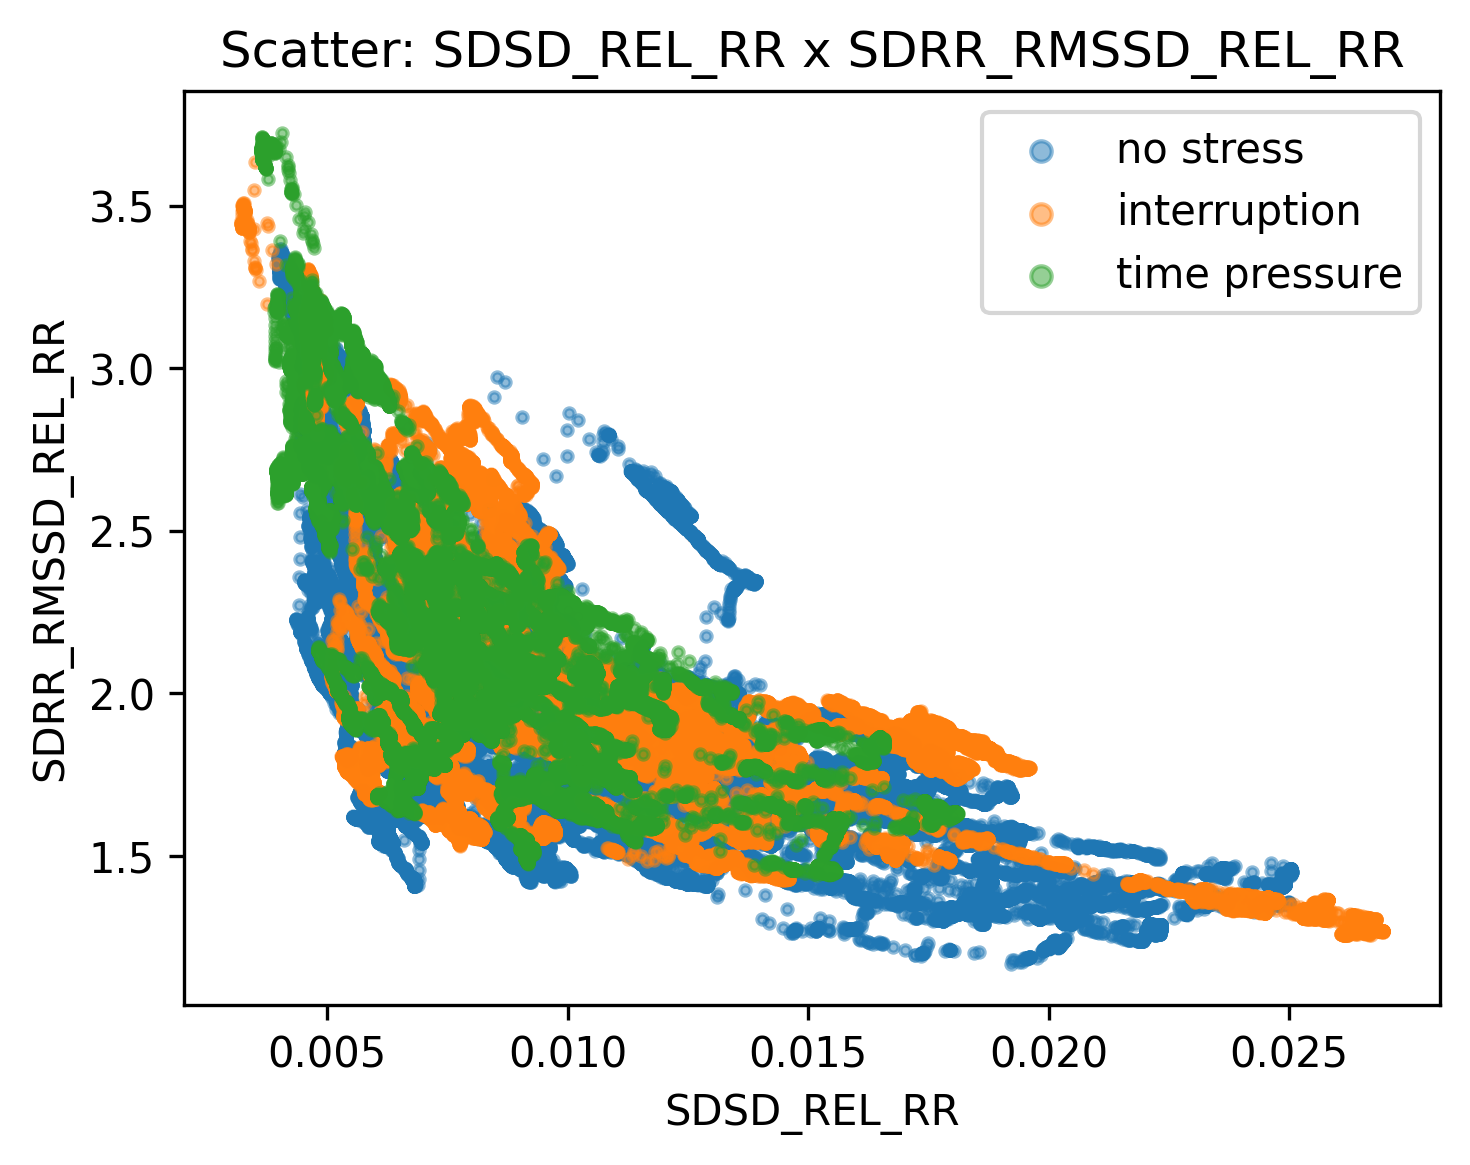 Scatter: SDSD_REL_RR x SDRR_RMSSD_REL_RR
no stress
interruption
time pressure
SDRR_RMSSD_REL_RR
3.5
3.0
2.5
2.0
1.5
0.005 0.010 0.015 0.020 0.025
SDSD_REL_RR